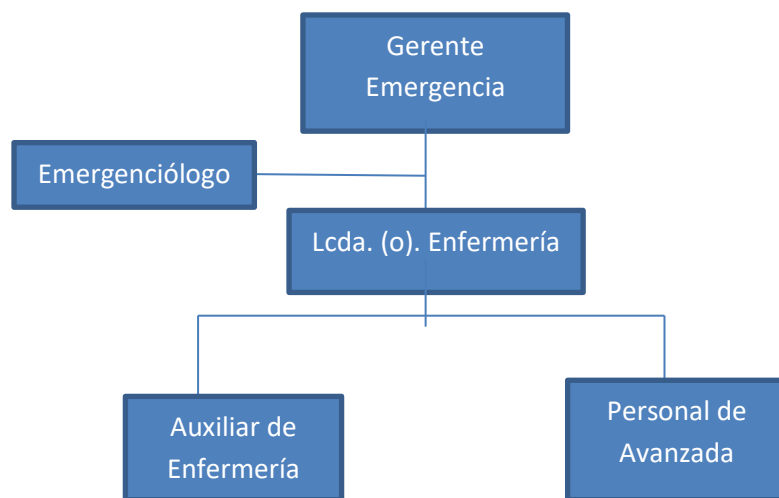 Gerente
Emergencia
Emergenciólogo
Lcda. (o). Enfermería
Auxiliar de
Enfermería
Personal de
Avanzada